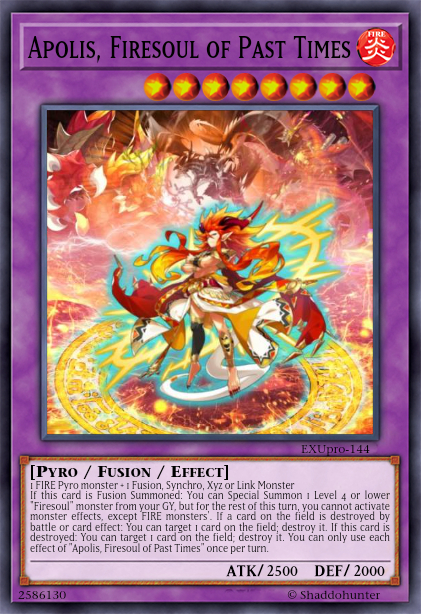 APOLIS, FIRESOUL OF PAST TIMES
FIRE
炎
EXUpro-144
[PYRO / FUSION / EFFECT]
1 FIRE Pyro monster + 1 Fusion, Synchro, Xyz or Link Monster
If this card is Fusion Summoned: You can Special Summon 1 Level 4 or lower
"Firesoul" monster from your GY, but for the rest of this turn, you cannot activate
monster effects, except FIRE monsters'. If a card on the field is destroyed by
battle or card effect: You can target 1 card on the field; destroy it. If this card is
destroyed: You can target 1 card on the field; destroy it. You can only use each
effect of "Apolis, Firesoul of Past Times" once per turn.
ATK/ 2500 DEF/ 2000
2586130
© Shaddohunter